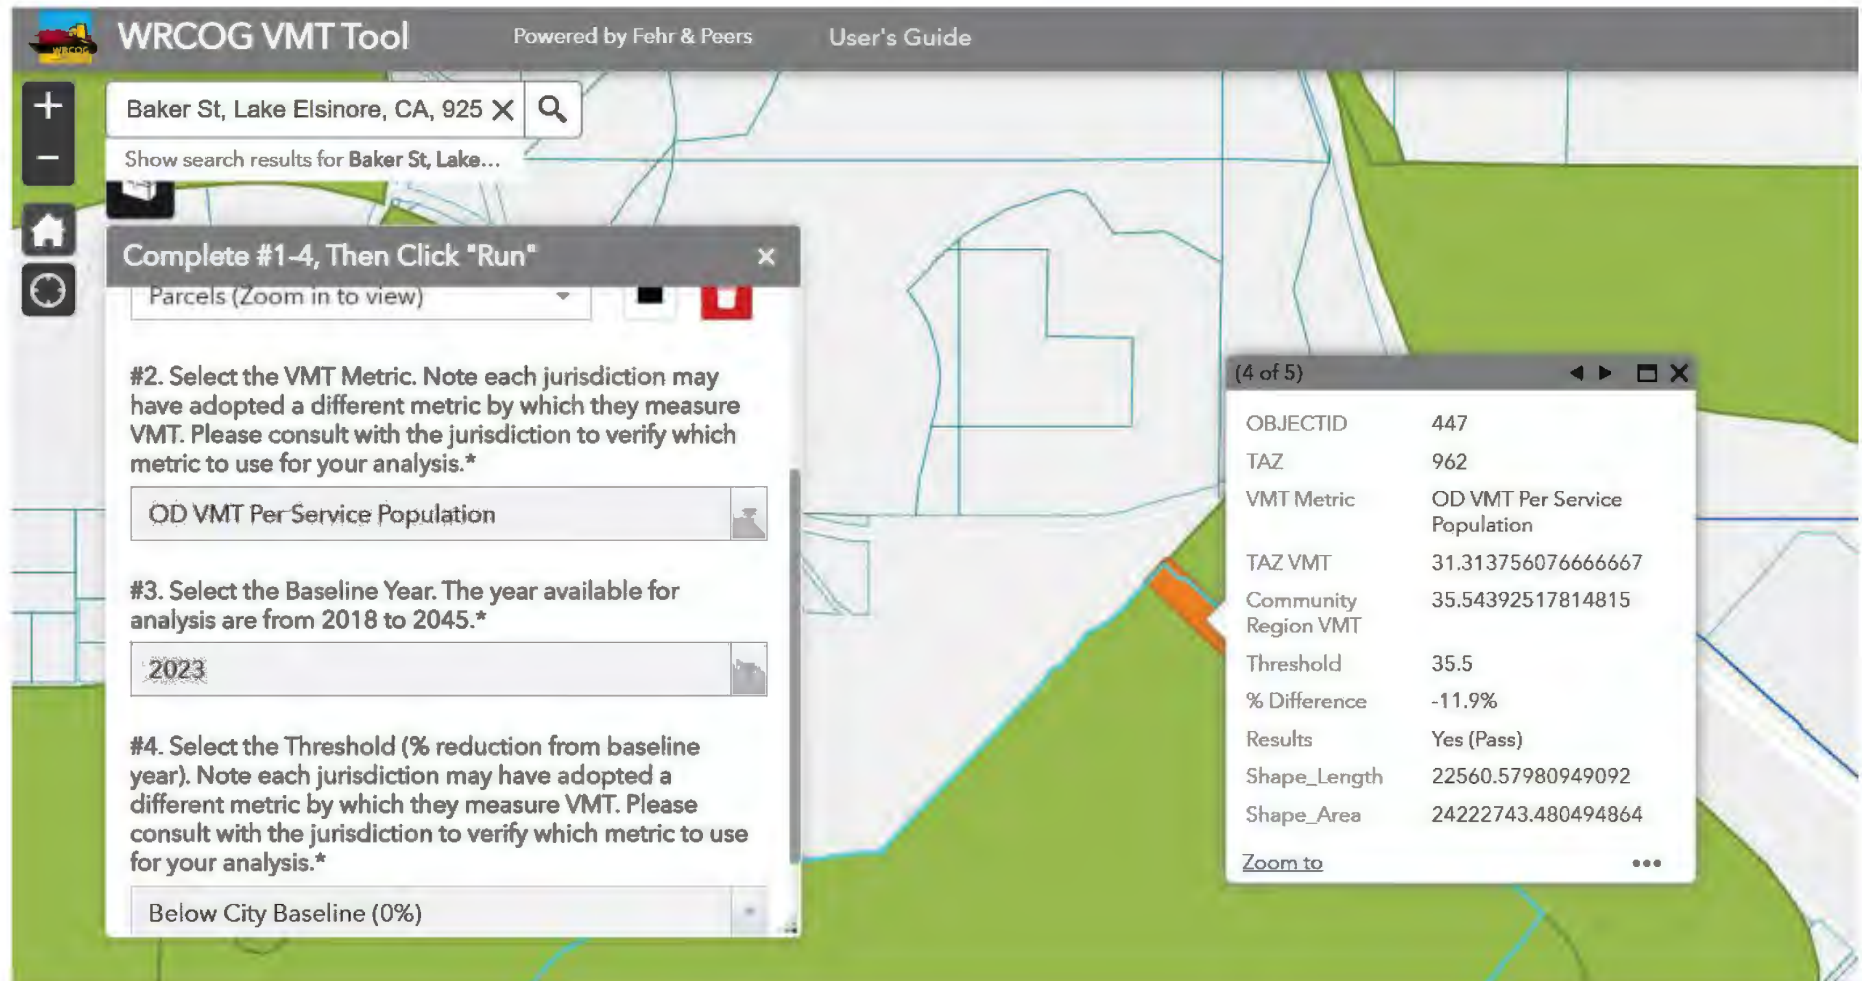 WRCOG
WRCOG VMT Tool
Powered by Fehr & Peers
User's Guide
+
Baker St, Lake Elsinore, CA, 925
−
Show search results for Baker St, Lake...
Complete #1-4, Then Click "Run"
Parcels (Zoom in to view)
#2. Select the VMT Metric. Note each jurisdiction may
have adopted a different metric by which they measure
VMT. Please consult with the jurisdiction to verify which
metric to use for your analysis.*
OD VMT Per Service Population
#3. Select the Baseline Year. The year available for
analysis are from 2018 to 2045.*
2023
#4. Select the Threshold (% reduction from baseline
year). Note each jurisdiction may have adopted a
different metric by which they measure VMT. Please
consult with the jurisdiction to verify which metric to use
for your analysis.*
Below City Baseline (0%)
(4 of 5)
OBJECTID 447
TAZ 962
VMT Metric OD VMT Per Service
Population
TAZ VMT 31.313756076666667
Community 35.54392517814815
Region VMT
Threshold 35.5
% Difference -11.9%
Results Yes (Pass)
Shape_Length 22560.57980949092
Shape_Area 24222743.480494864
Zoom to